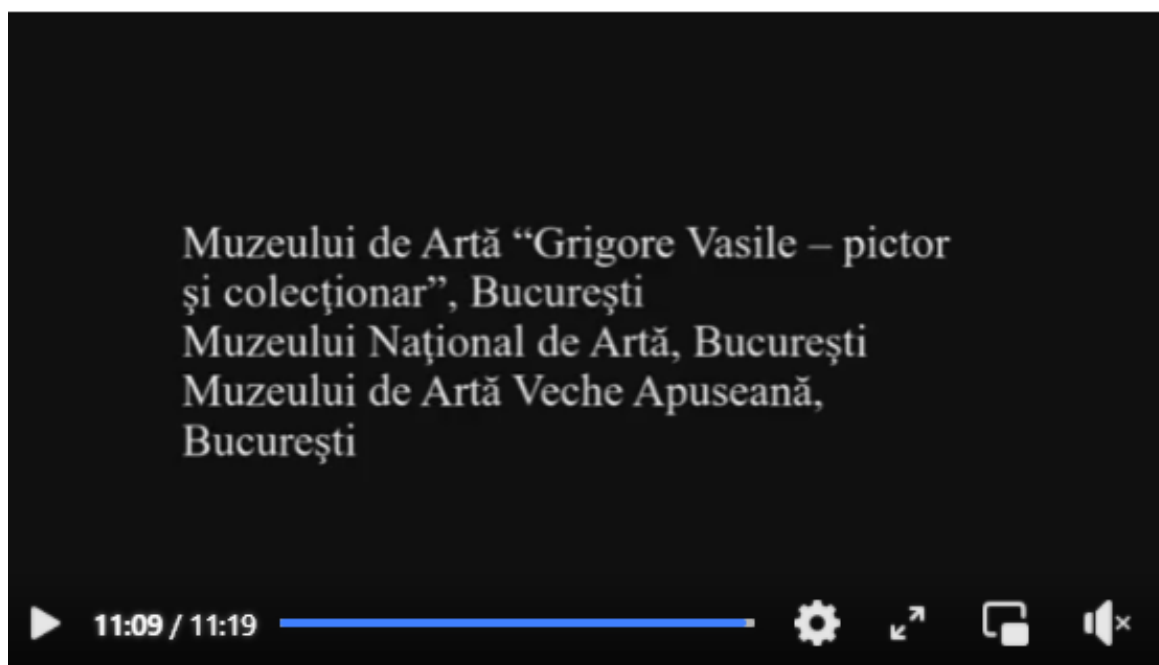 Muzeului de Artă “Grigore Vasile – pictor
şi colecţionar”, Bucureşti
Muzeului Naţional de Artă, Bucureşti
Muzeului de Artă Veche Apuseană,
Bucureşti
11:09 / 11:19